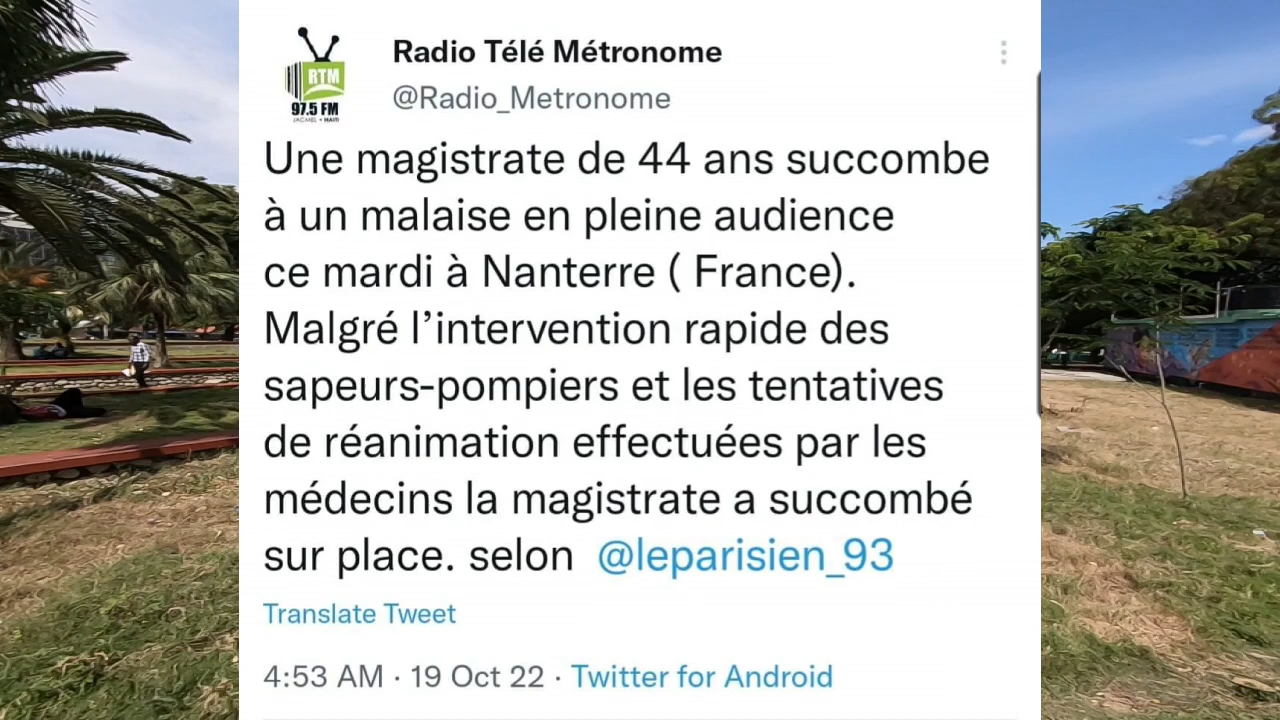 RTM
97.5 FM
JACMEL • HAITI
Radio Télé Métronome
@Radio_Metronome
Une magistrate de 44 ans succombe
à un malaise en pleine audience
ce mardi à Nanterre ( France).
Malgré l’intervention rapide des
sapeurs-pompiers et les tentatives
de réanimation effectuées par les
médecins la magistrate a succombé
sur place. selon @leparisien_93
Translate Tweet
4:53 AM · 19 Oct 22 · Twitter for Android